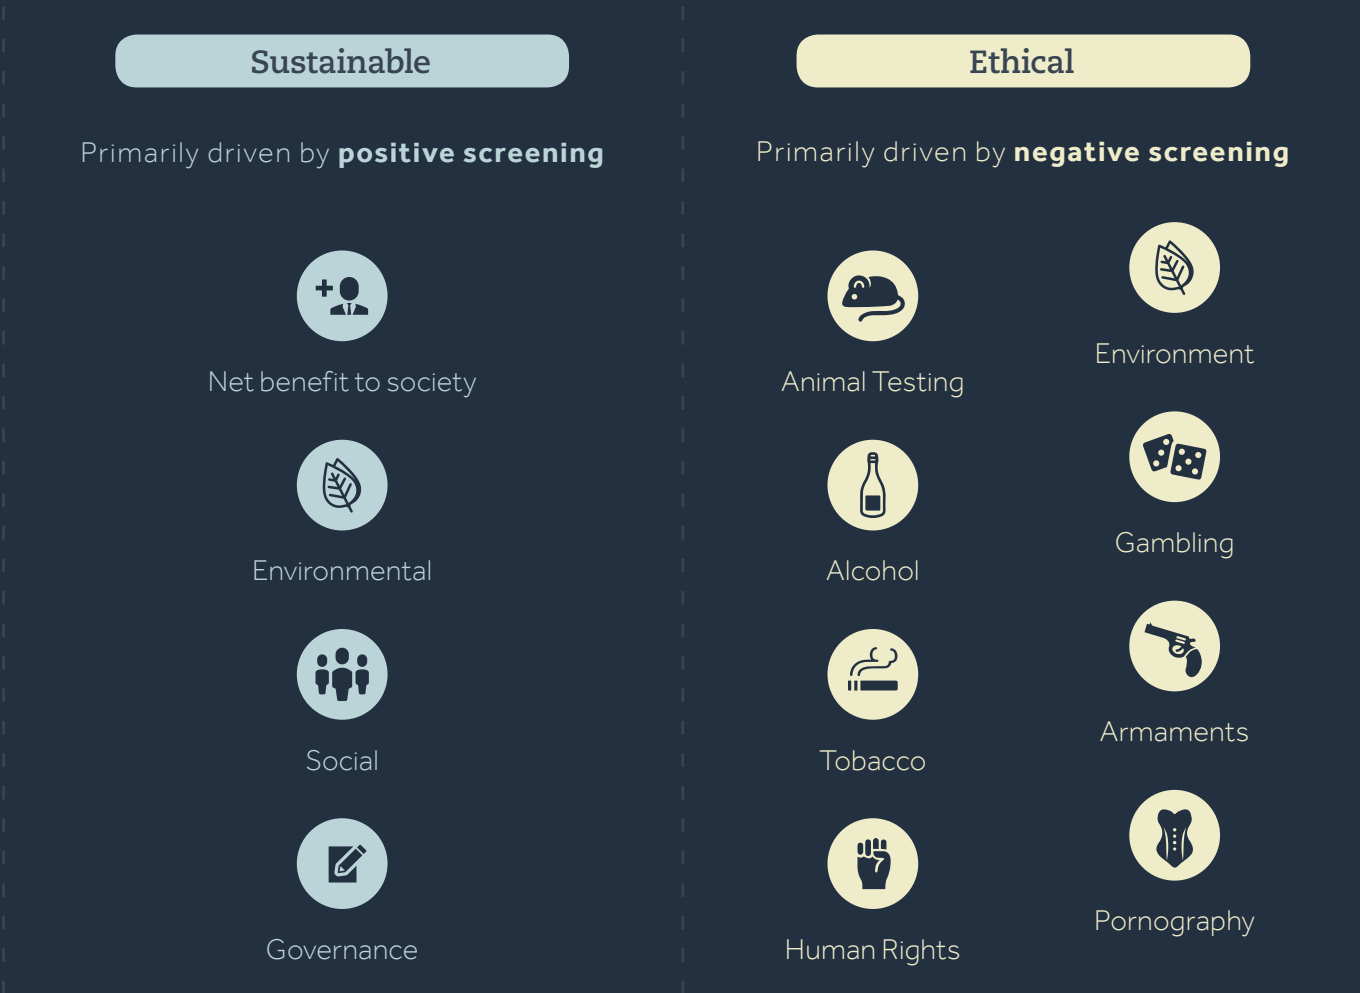 Sustainable
Primarily driven by positive screening
Net benefit to society
Environmental
Social
Governance
Ethical
Primarily driven by negative screening
Animal Testing
Environment
Alcohol
Gambling
Tobacco
Armaments
Human Rights
Pornography